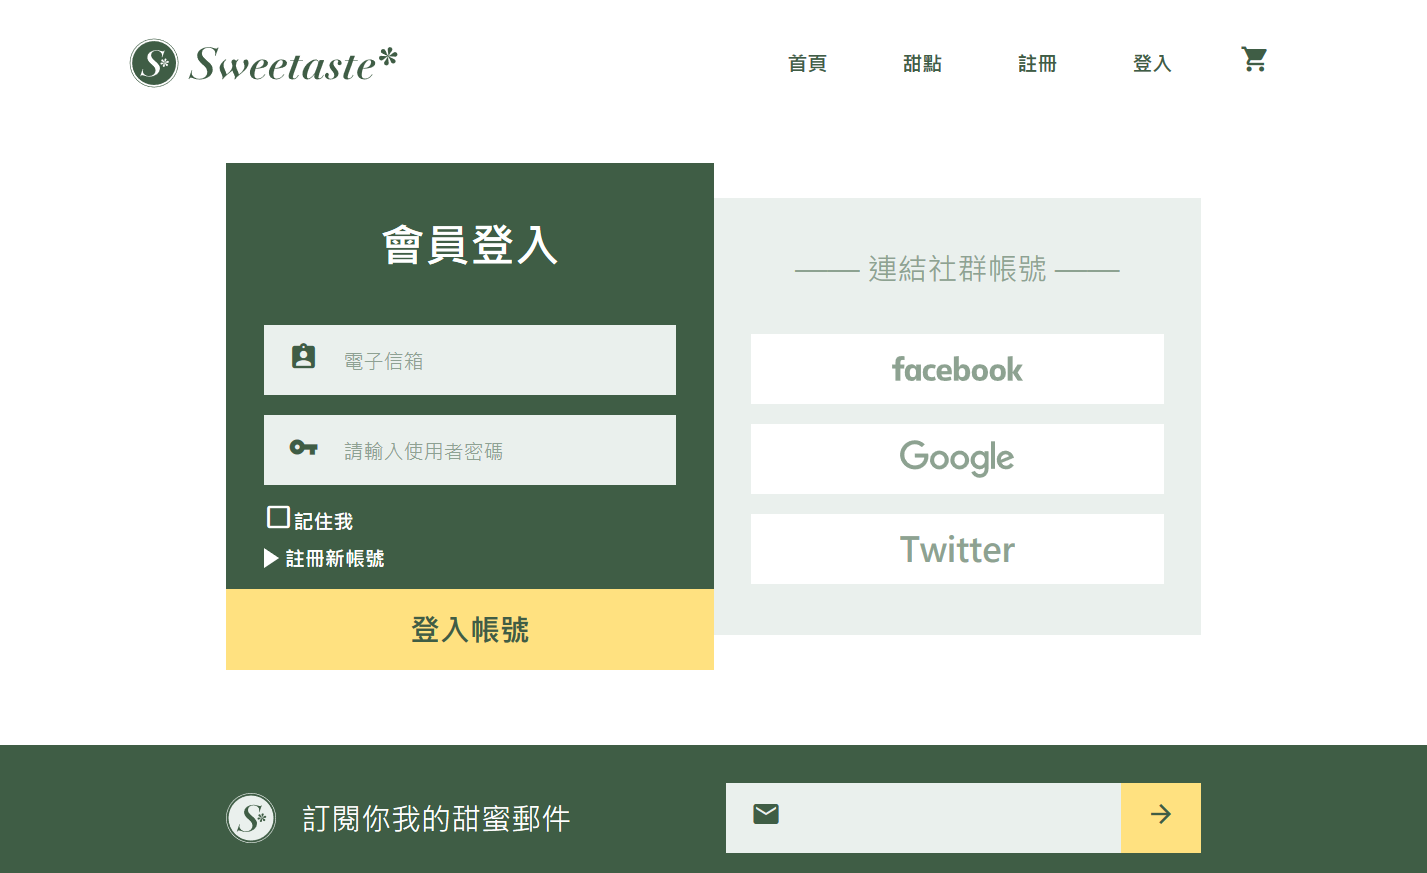 S* Sweetaste*
首頁 甜點 註冊 登入
會員登入
電子信箱
請輸入使用者密碼
記住我
註冊新帳號
登入帳號
連結社群帳號
facebook
Google
Twitter
S* 訂閱你我的甜蜜郵件